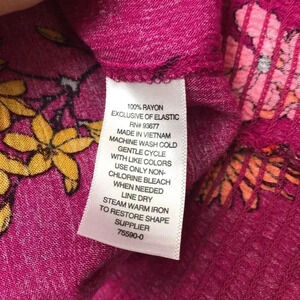 100% RAYON
EXCLUSIVE OF ELASTIC
RN# 93677
MADE IN VIETNAM
MACHINE WASH COLD
GENTLE CYCLE
WITH LIKE COLORS
USE ONLY NON-
CHLORINE BLEACH
WHEN NEEDED
LINE DRY
STEAM WARM IRON
TO RESTORE SHAPE
SUPPLIER
75590-0